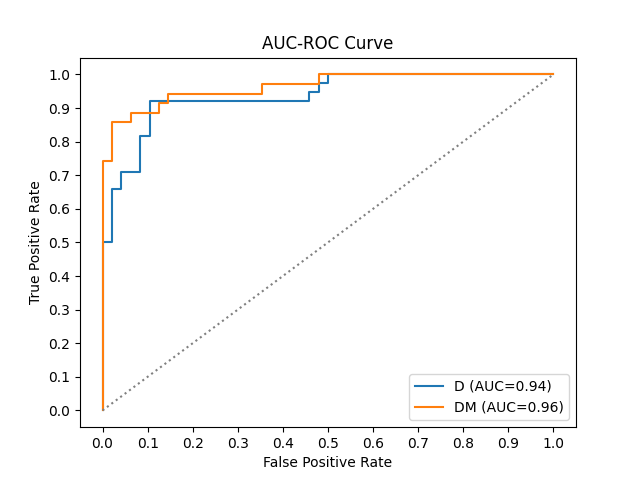 AUC-ROC Curve
True Positive Rate
1.0
0.9
0.8
0.7
0.6
0.5
0.4
0.3
0.2
0.1
0.0
D (AUC=0.94)
DM (AUC=0.96)
0.0 0.1 0.2 0.3 0.4 0.5 0.6 0.7 0.8 0.9 1.0
False Positive Rate